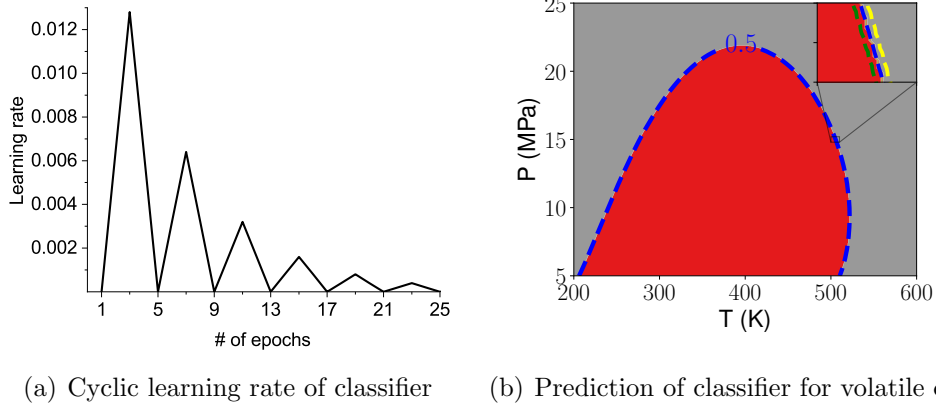 0.012
0.010
0.008
0.006
0.004
0.002
Learning rate
1 5 9 13 17 21 25
# of epochs
(a) Cyclic learning rate of classifier
25
20
15
10
5
P (MPa)
0.5
200 300 400 500 600
T (K)
(b) Prediction of classifier for volatile